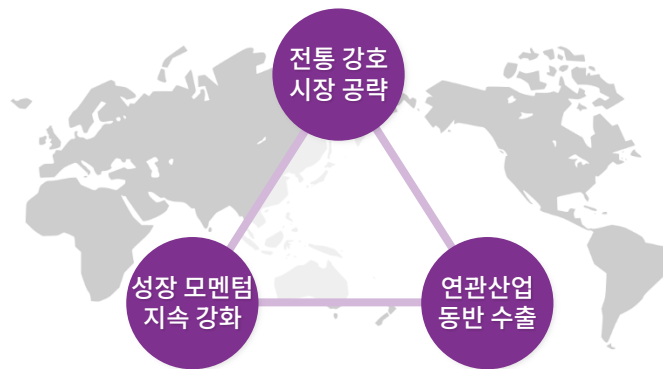 전통 강호
시장 공략
성장 모멘텀
지속 강화
연관산업
동반 수출